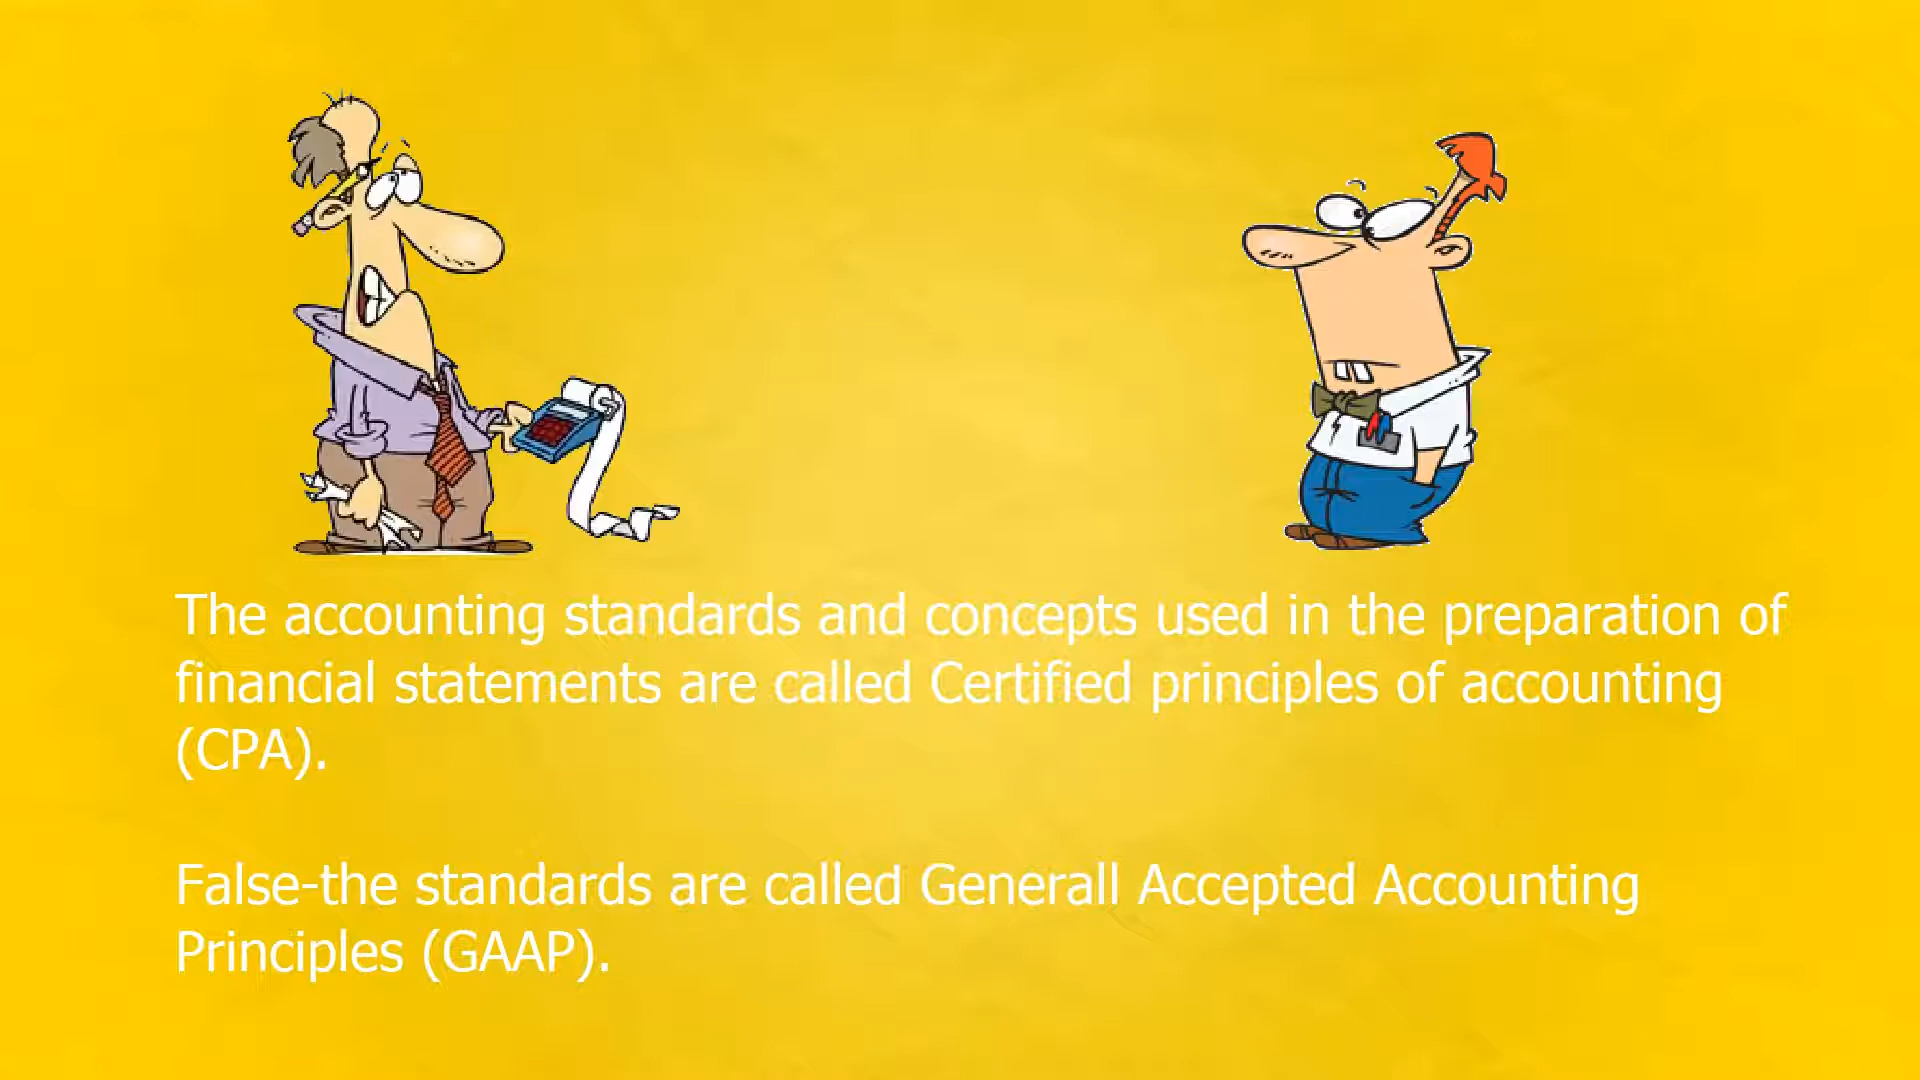 The accounting standards and concepts used in the preparation of
financial statements are called Certified principles of accounting
(CPA).
False-the standards are called Generall Accepted Accounting
Principles (GAAP).